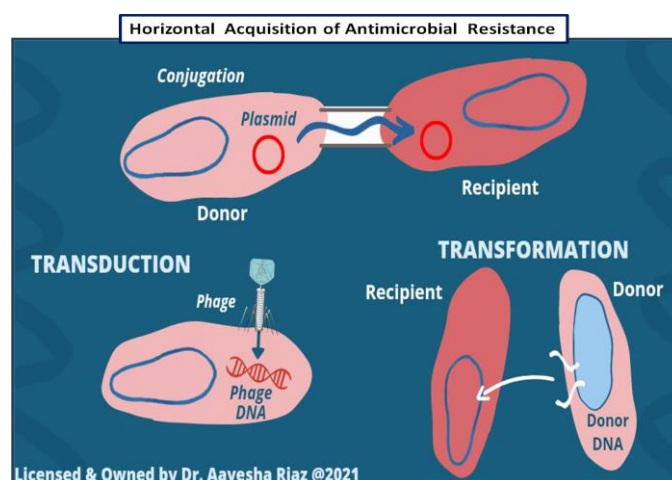 Horizontal Acquisition of Antimicrobial Resistance
Conjugation
Plasmid
Donor
Recipient
TRANSDUCTION
Phage
Phage
DNA
TRANSFORMATION
Recipient
Donor
Donor
DNA
Licensed & Owned by Dr. Aayesha Riaz @2021